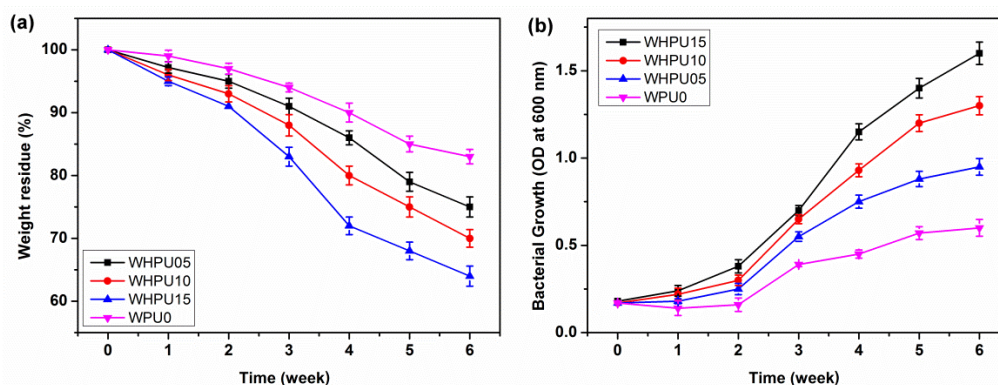 (a)
Weight residue (%)
100
90
80
70
60
WHPU05
WHPU10
WHPU15
WPU0
0 1 2 3 4 5 6
Time (week)
(b)
Bacterial Growth (OD at 600 nm)
1.5
1.0
0.5
0.0
WHPU15
WHPU10
WHPU05
WPU0
0 1 2 3 4 5 6
Time (week)